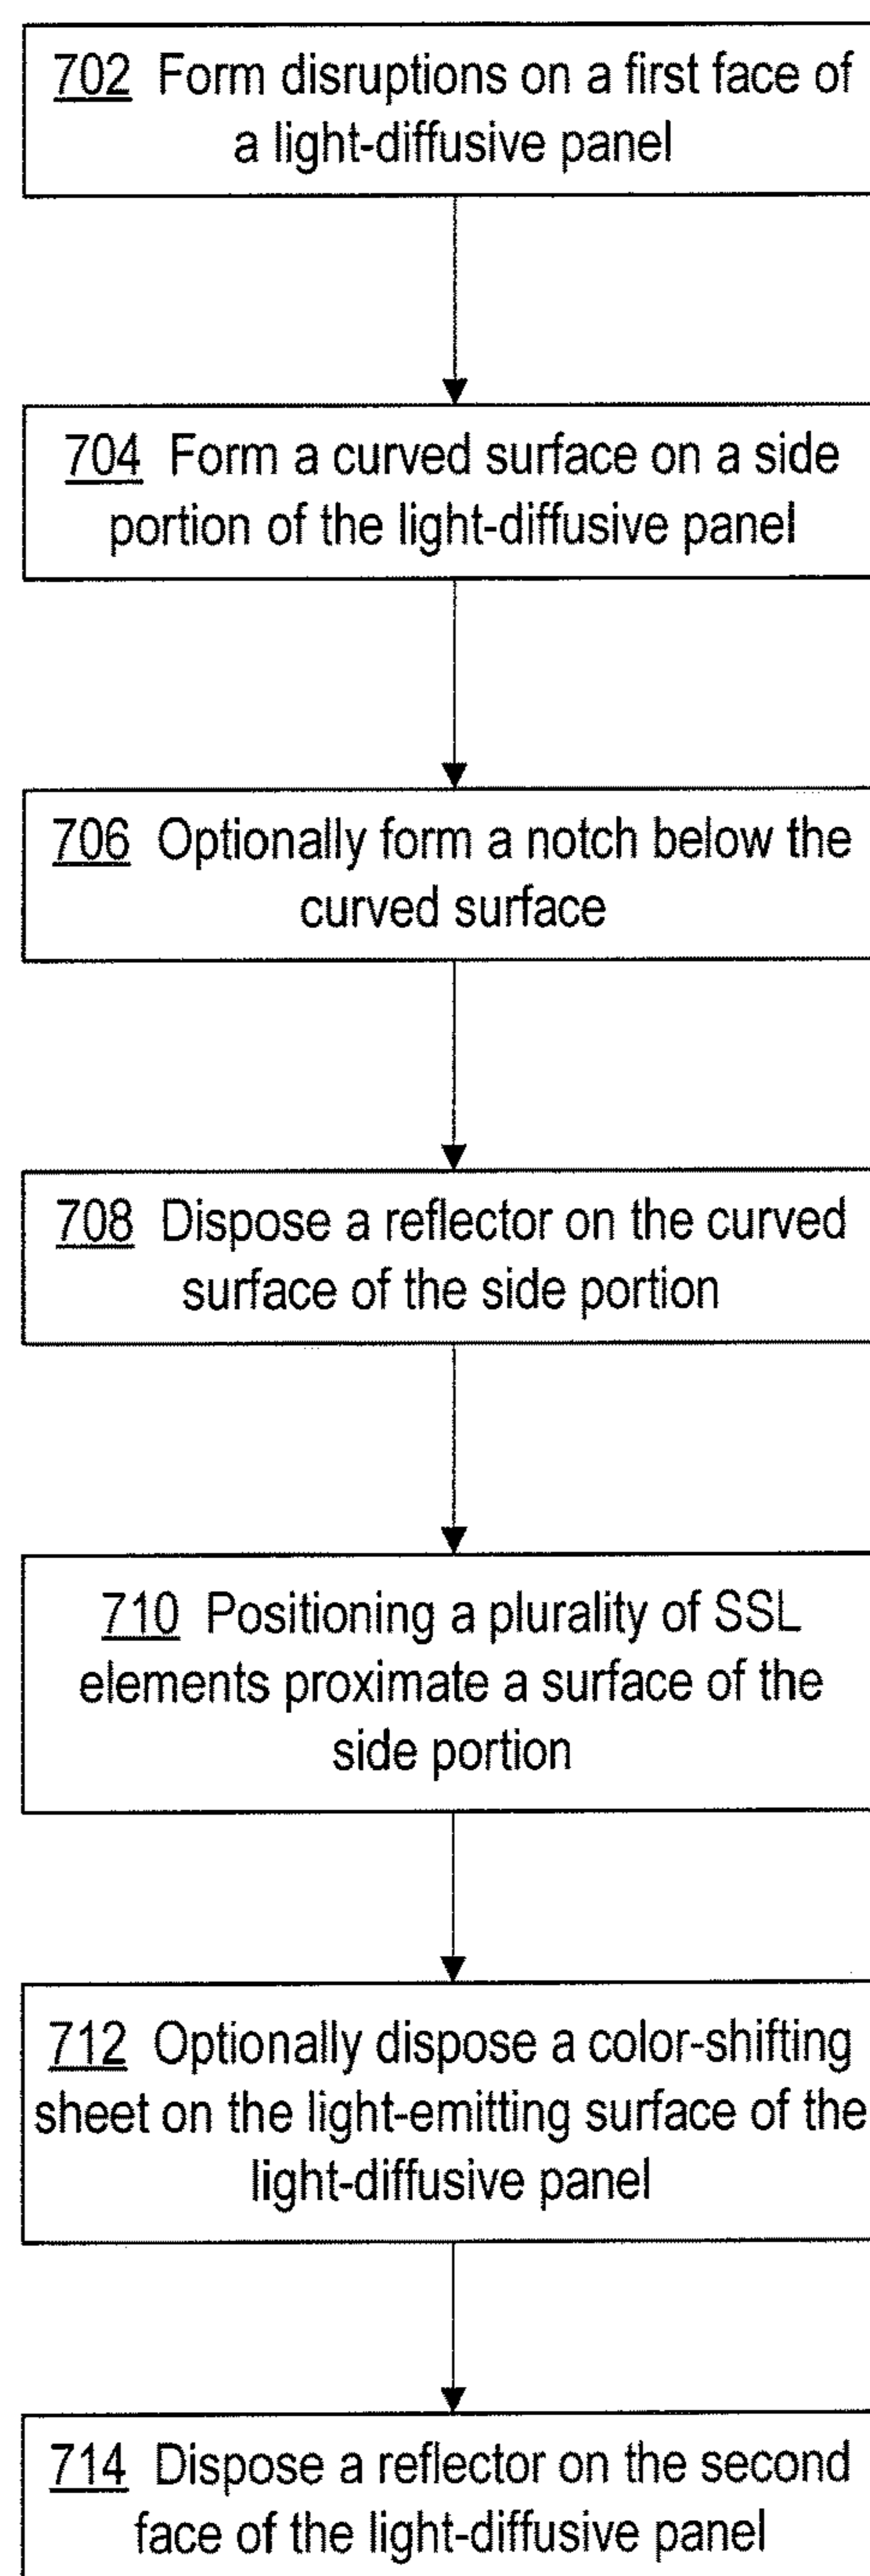 702 Form disruptions on a first face of
a light-diffusive panel
704 Form a curved surface on a side
portion of the light-diffusive panel
706 Optionally form a notch below the
curved surface
708 Dispose a reflector on the curved
surface of the side portion
710 Positioning a plurality of SSL
elements proximate a surface of the
side portion
712 Optionally dispose a color-shifting
sheet on the light-emitting surface of the
light-diffusive panel
714 Dispose a reflector on the second
face of the light-diffusive panel